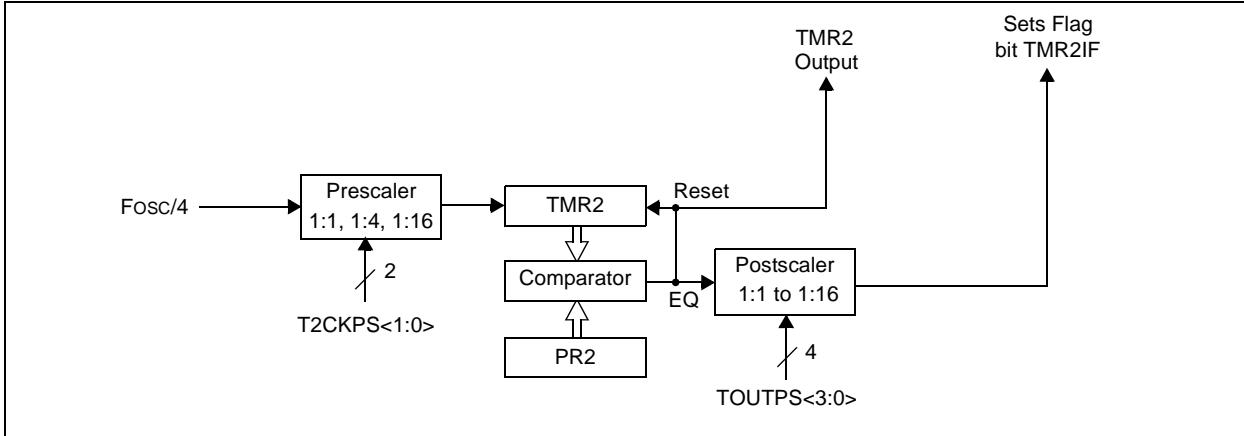 Sets Flag
bit TMR2IF
TMR2
Output
Fosc/4
Prescaler
1:1, 1:4, 1:16
2
T2CKPS<1:0>
TMR2
Reset
Comparator
EQ
PR2
Postscaler
1:1 to 1:16
4
TOUTPS<3:0>